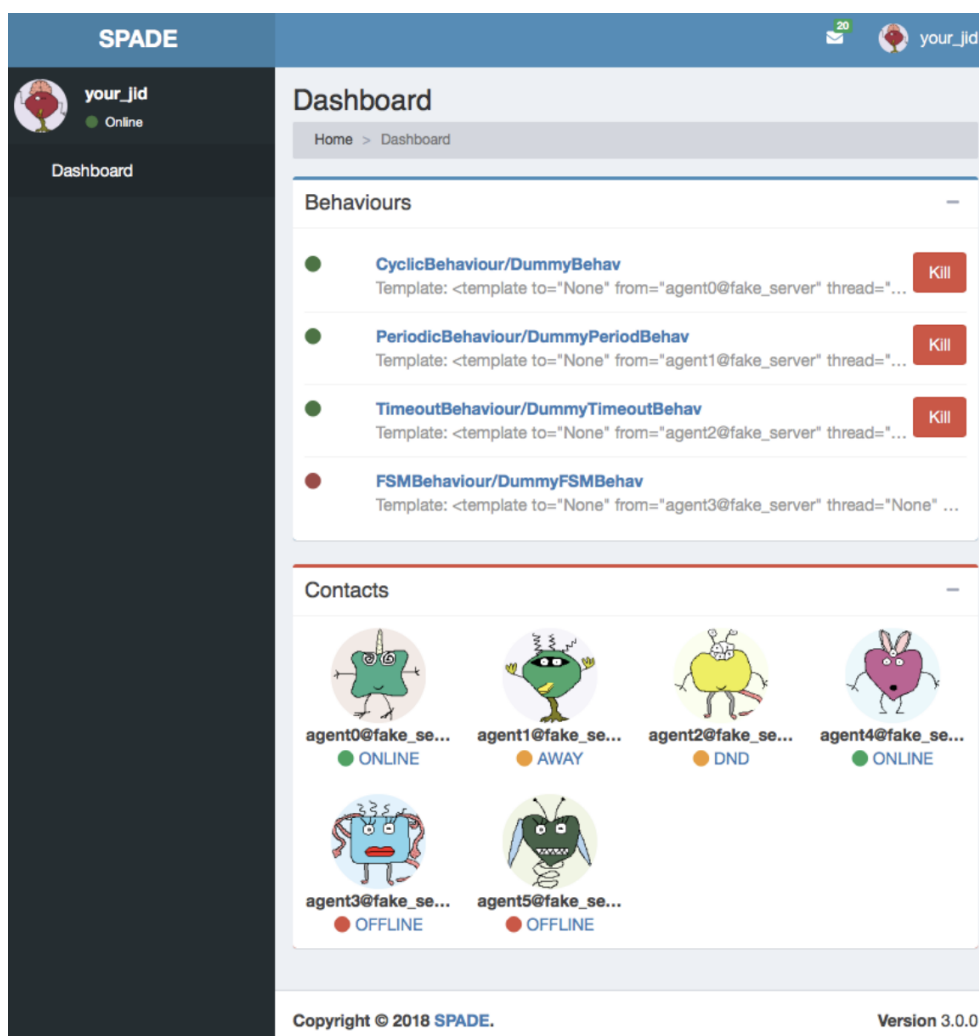 SPADE
20
your_jid
your_jid
Online
Dashboard
Dashboard
Home > Dashboard
Behaviours
CyclicBehaviour/DummyBehav
Template: <template to="None" from="agent0@fake_server" thread="...
Kill
PeriodicBehaviour/DummyPeriodBehav
Template: <template to="None" from="agent1@fake_server" thread="...
Kill
TimeoutBehaviour/DummyTimeoutBehav
Template: <template to="None" from="agent2@fake_server" thread="...
Kill
FSMBehaviour/DummyFSMBehav
Template: <template to="None" from="agent3@fake_server" thread="None" ...
Contacts
agent0@fake_se... agent1@fake_se... agent2@fake_se... agent4@fake_se...
ONLINE AWAY DND ONLINE
agent3@fake_se... agent5@fake_se...
OFFLINE OFFLINE
Copyright © 2018 SPADE. Version 3.0.0